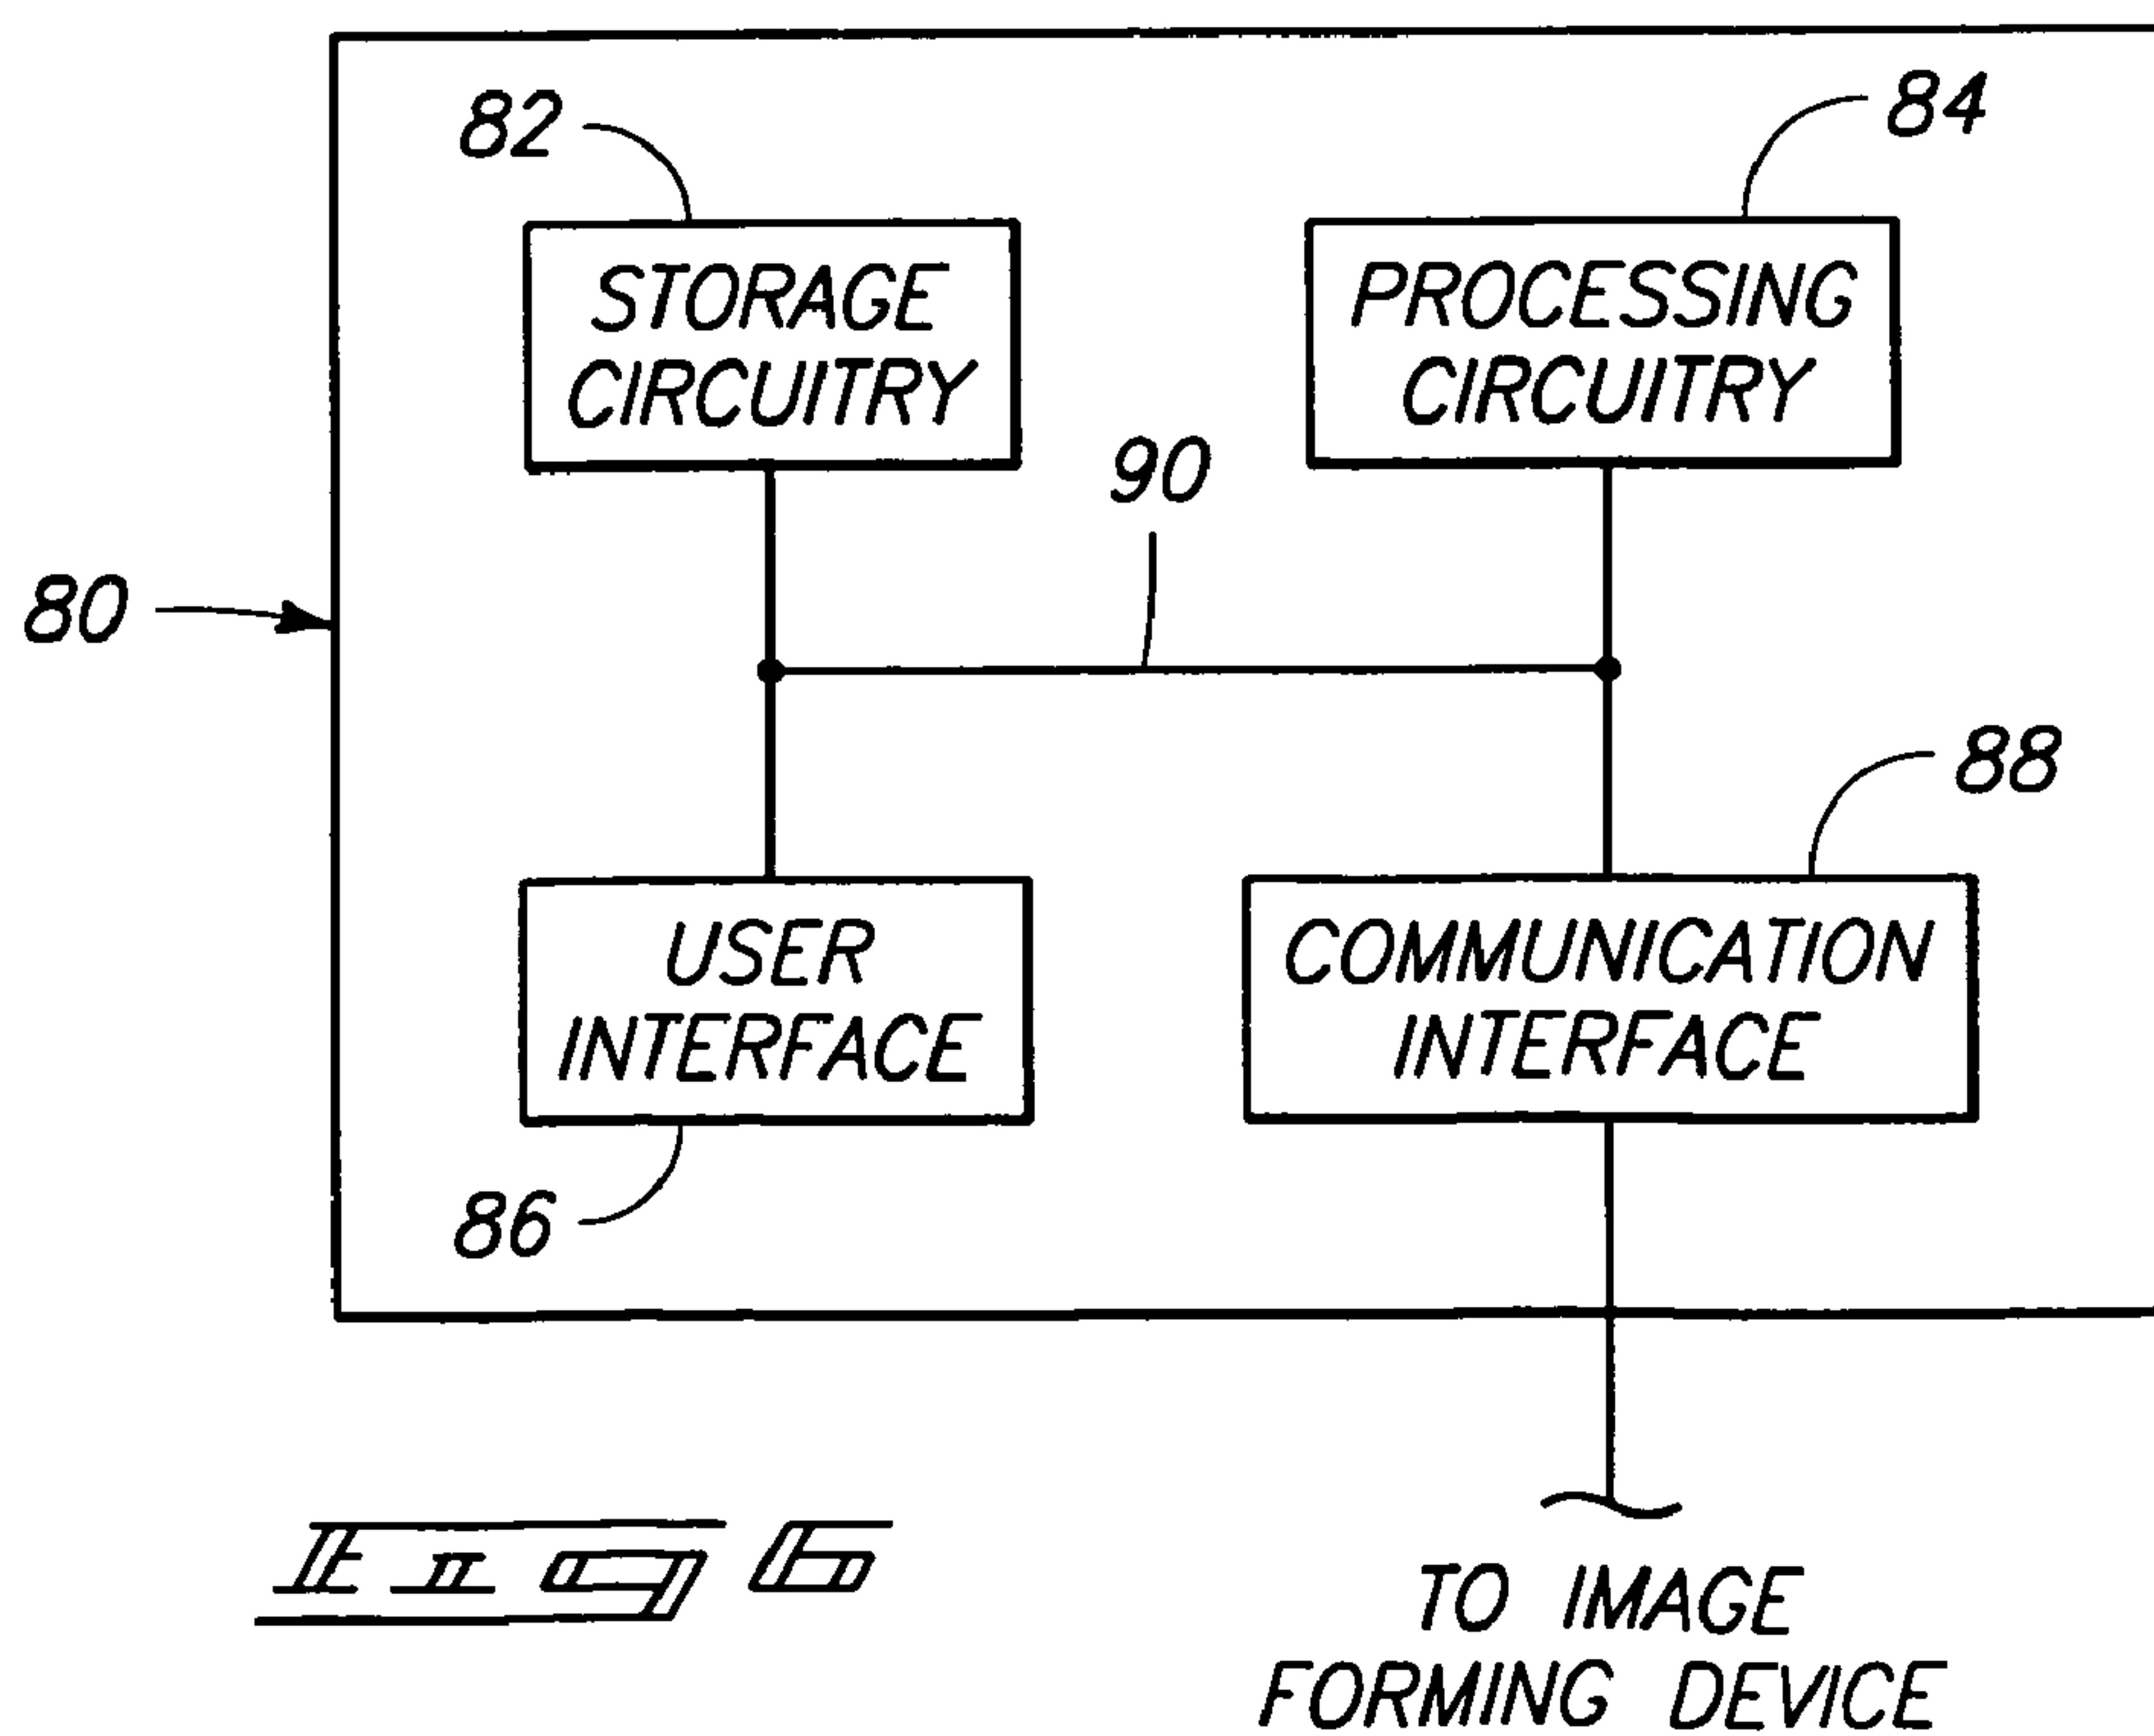 82
84
STORAGE
CIRCUITRY
PROCESSING
CIRCUITRY
90
80
88
USER
INTERFACE
COMMUNICATION
INTERFACE
86
Fig 6
TO IMAGE
FORMING DEVICE